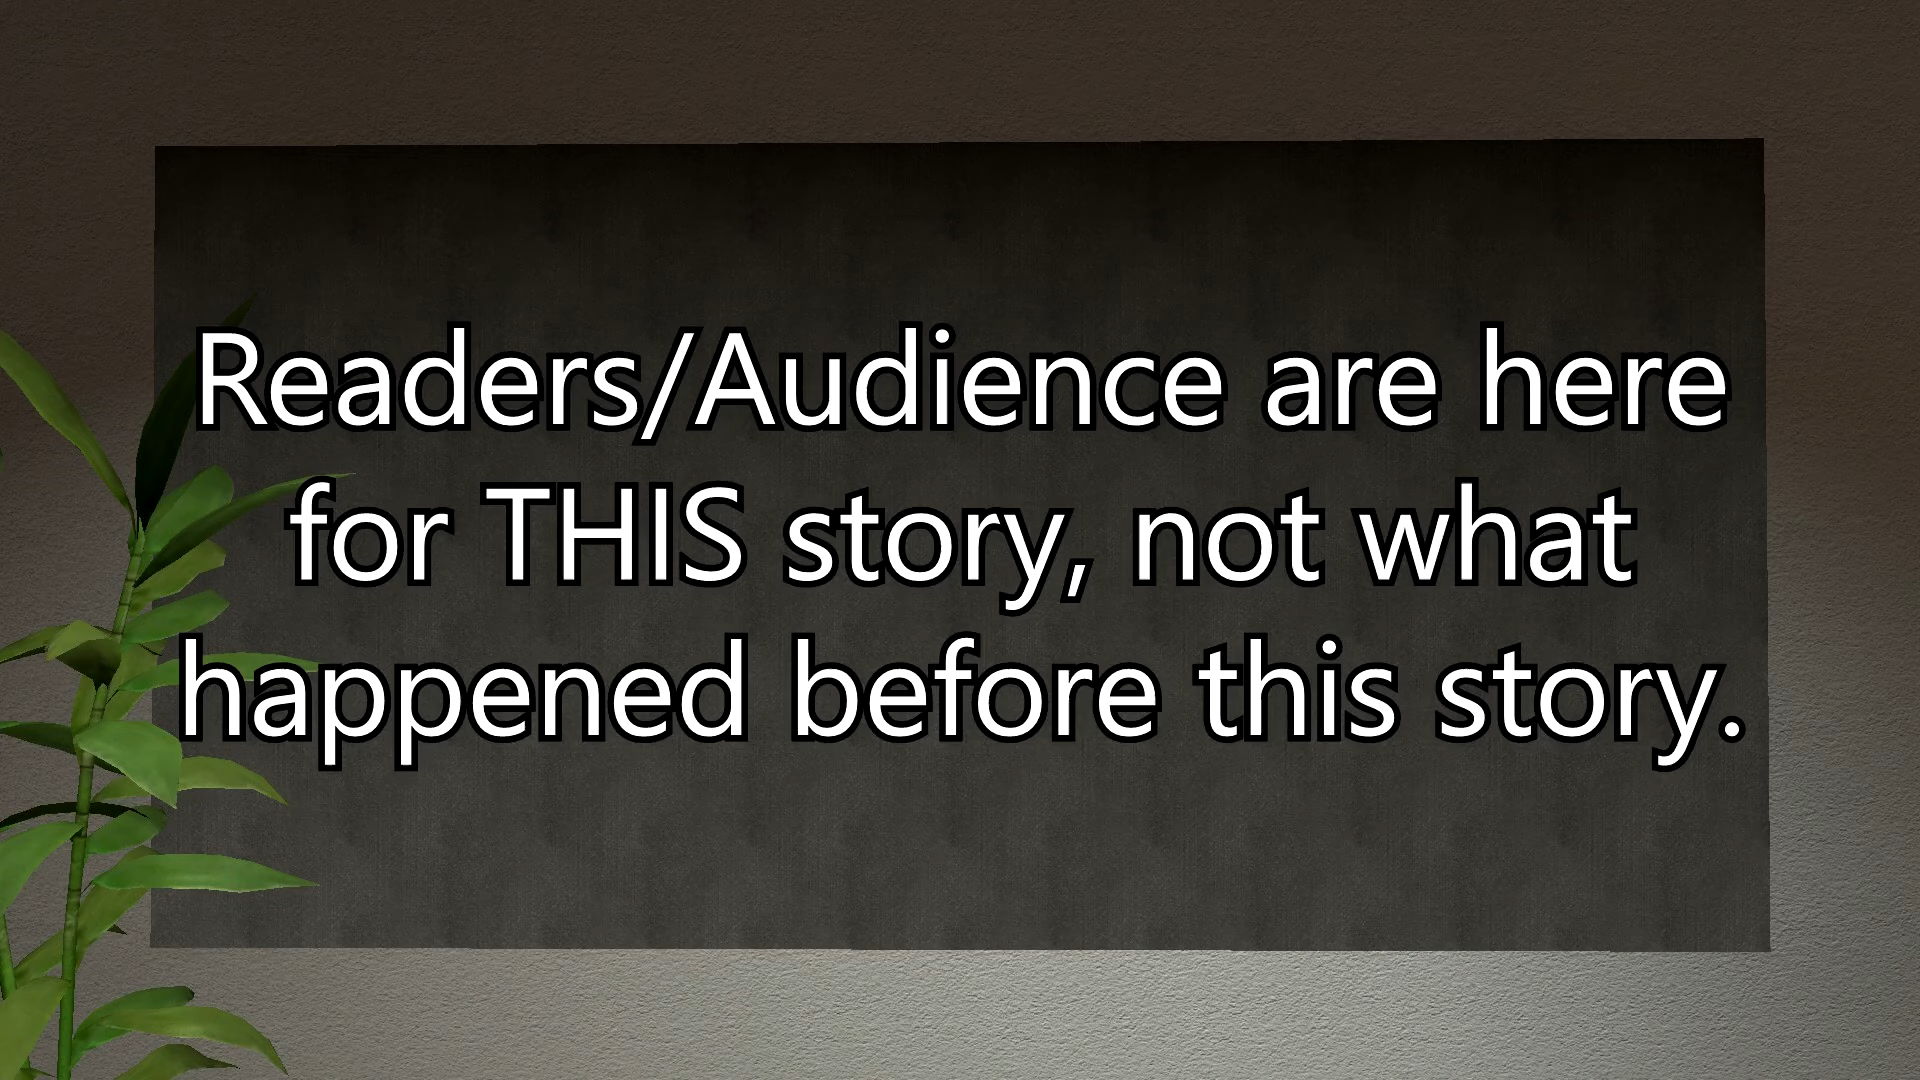 Readers/Audience are here
for THIS story, not what
happened before this story.